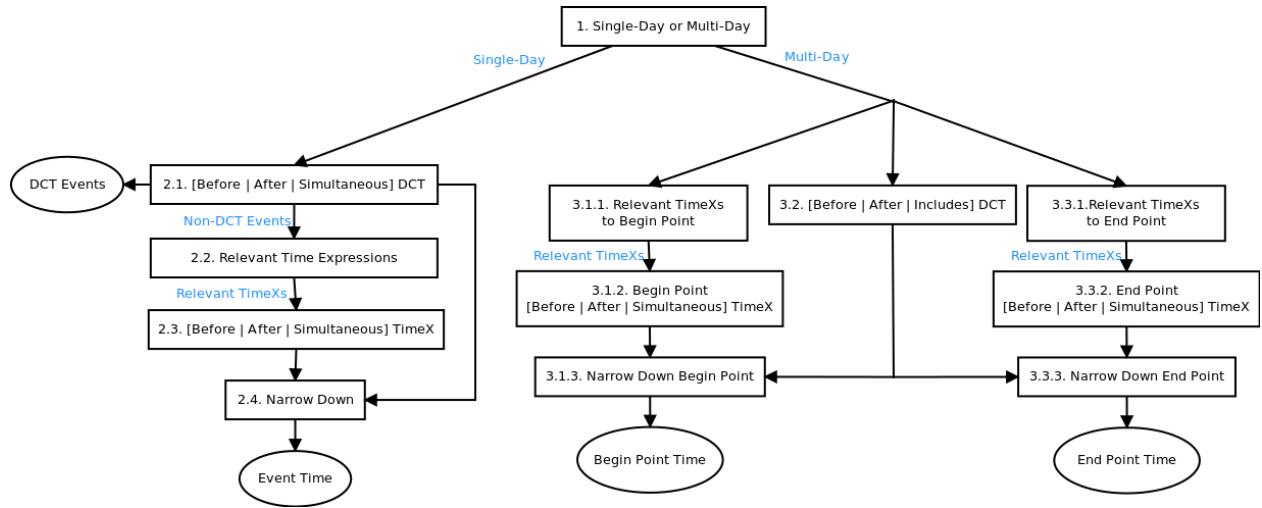 1. Single-Day or Multi-Day
Single-Day
Multi-Day
DCT Events
2.1. [Before | After | Simultaneous] DCT
Non-DCT Events
2.2. Relevant Time Expressions
Relevant TimeXs
2.3. [Before | After | Simultaneous] TimeX
2.4. Narrow Down
Event Time
3.1.1. Relevant TimeXs
to Begin Point
Relevant TimeXs
3.1.2. Begin Point
[Before | After | Simultaneous] TimeX
3.1.3. Narrow Down Begin Point
Begin Point Time
3.2. [Before | After | Includes] DCT
3.3.1.Relevant TimeXs
to End Point
Relevant TimeXs
3.3.2. End Point
[Before | After | Simultaneous] TimeX
3.3.3. Narrow Down End Point
End Point Time